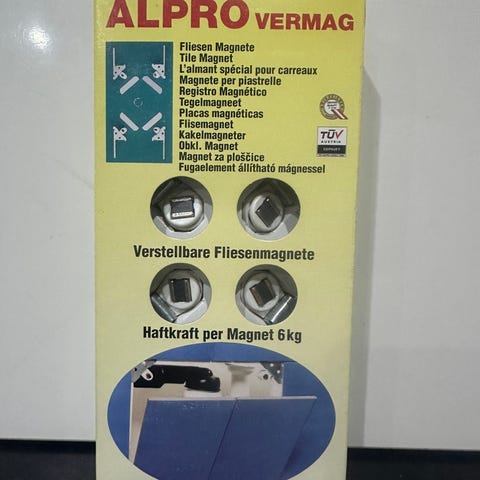 ALPRO VERMAG
Fliesen Magnete
Tile Magnet
L'almant spécial pour carreaux
Magnete per piastrelle
Registro Magnético
Tegelmagneet
Placas magnéticas
Flisemagnet
Kakelmagneter
Obkl. Magnet
Magnet za ploščice
Fugaelement állítható mágnessel
TÜV
AUSTRIA
Verstellbare Fliesenmagnete
Haftkraft per Magnet 6kg